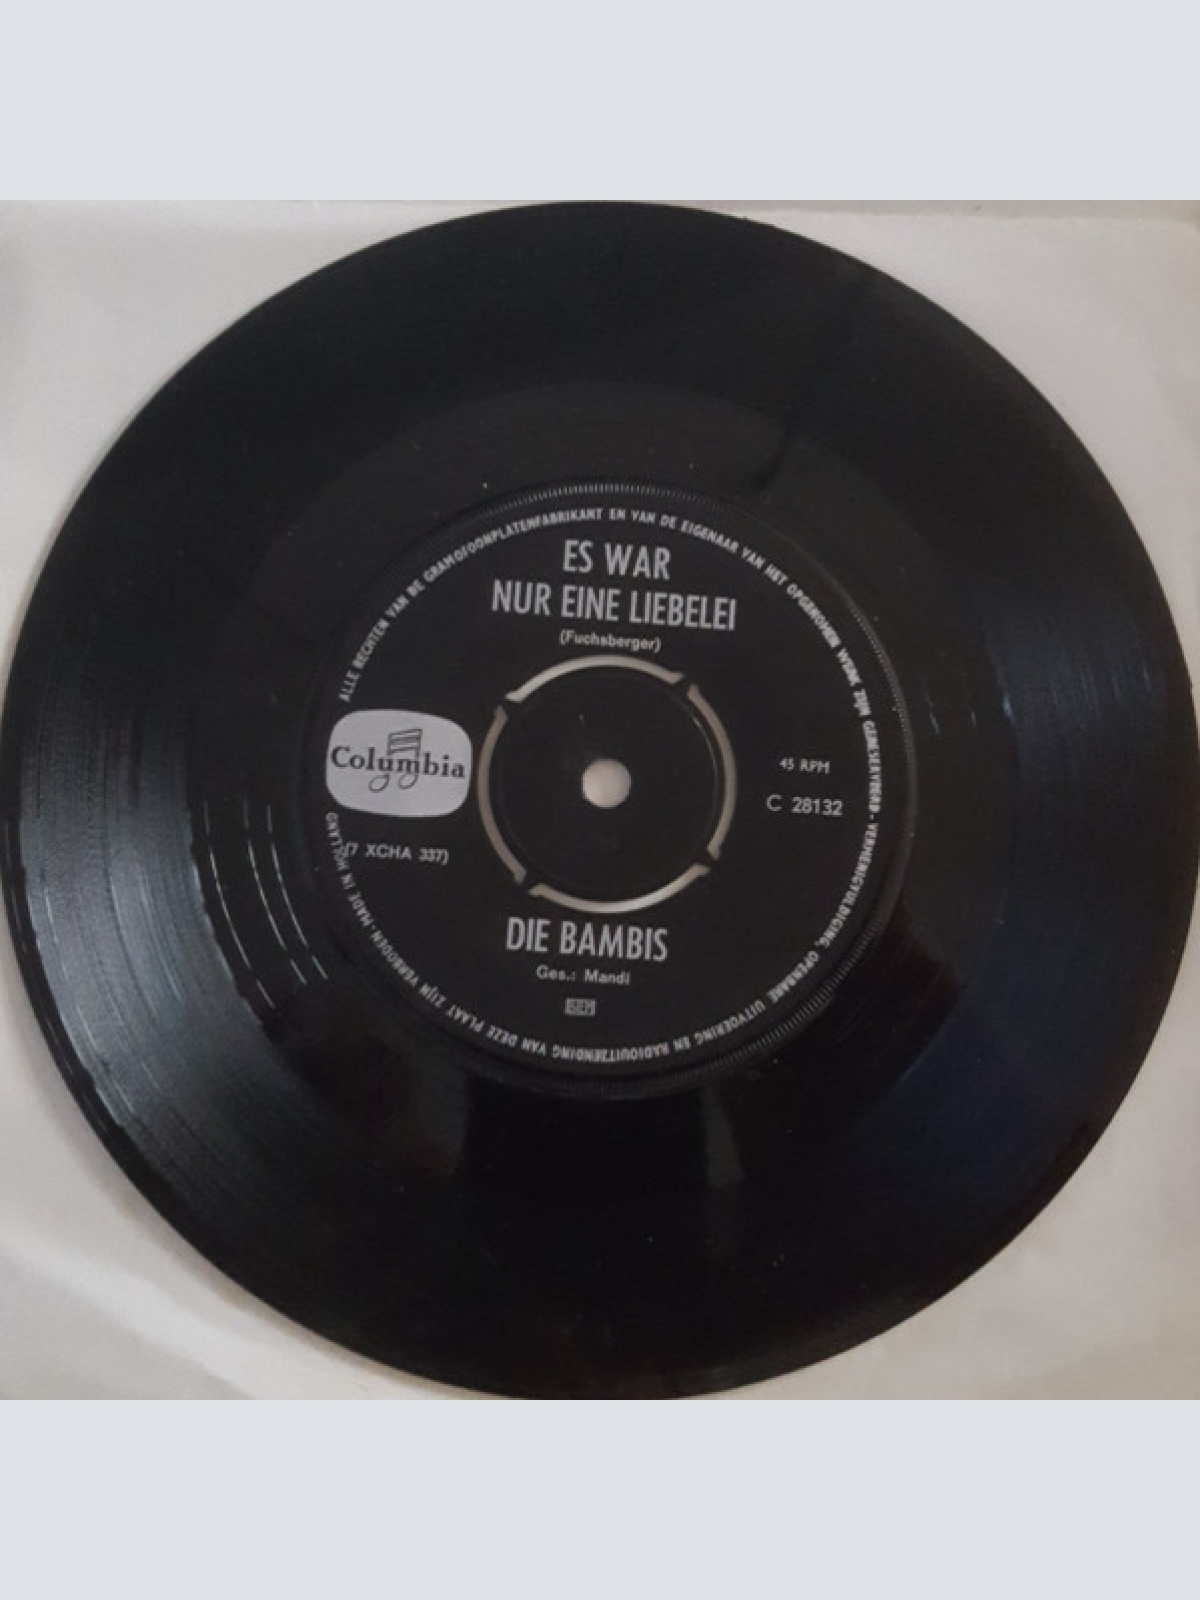 ES WAR
NUR EINE LIEBELEI
(Fuchsberger)
Columbia
45 RPM
C 28132
(7 XCHA 337)
DIE BAMBIS
Ges.: Mandi
ALLE RECHTEN VAN DE GRAMOFOONPLATENFABRIKANT EN VAN DE EIGENAAR VAN HET OPGENOMEN WERK ZIJN GERESERVEERD · VERMENIGVULDIGING, OPENBARE UITVOERING EN RADIOUITZENDING VAN DEZE PLAAT ZIJN VERBODEN · MADE IN HOLLAND